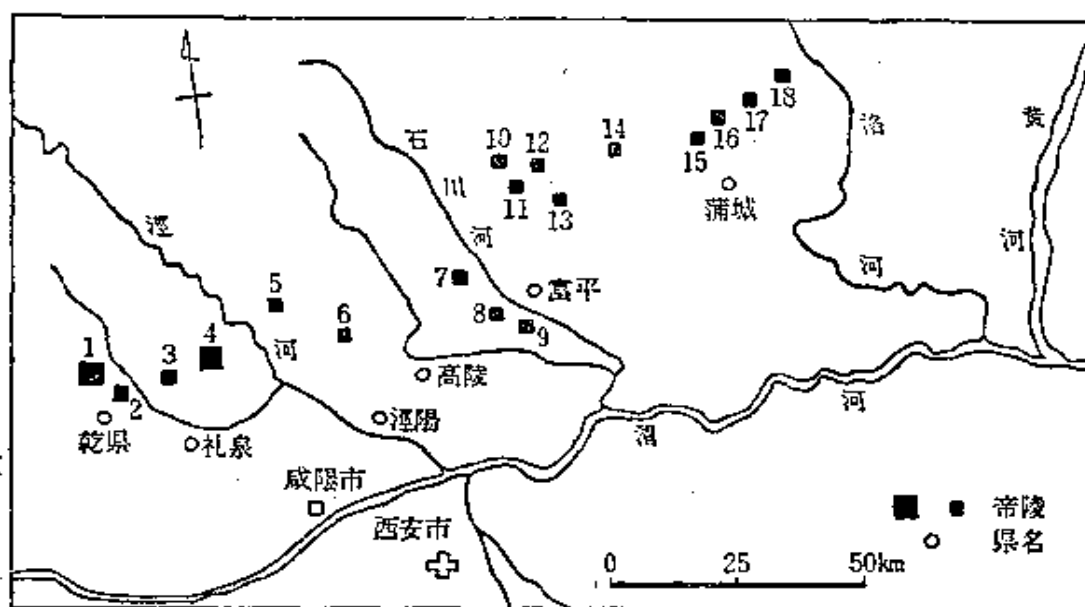 18
17
16
15
14
10
12
11
13
蒲城
洛
河
黄
河
石
川
河
涇
河
5
6
7
8
9
富平
1
2
3
4
高陵
涇陽
乾県
礼泉
咸陽市
西安市
渭
河
帝陵
県名
0 25 50km